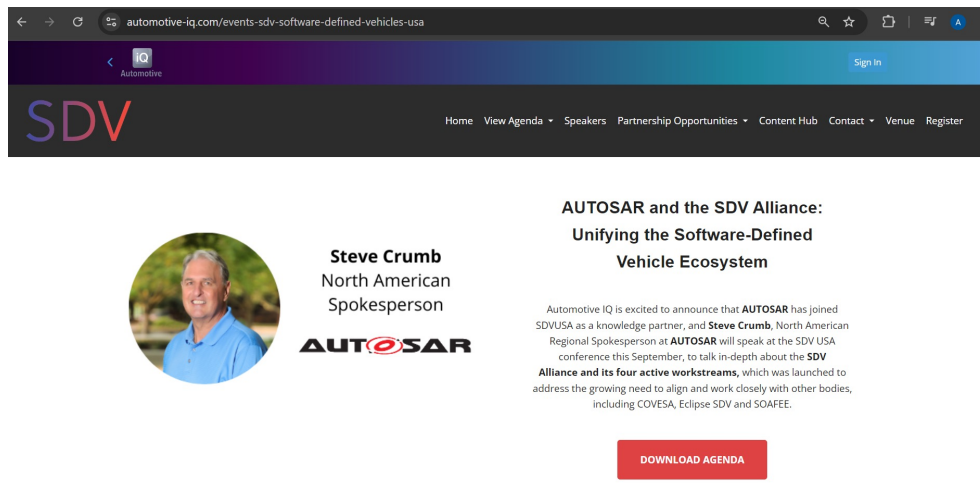 automotive-iq.com/events-sdv-software-defined-vehicles-usa
A
iQ
Automotive
Sign In
SDV
Home View Agenda Speakers Partnership Opportunities Content Hub Contact Venue Register
Steve Crumb
North American
Spokesperson
AUTOSAR
AUTOSAR and the SDV Alliance:
Unifying the Software-Defined
Vehicle Ecosystem
Automotive IQ is excited to announce that AUTOSAR has joined
SDVUSA as a knowledge partner, and Steve Crumb, North American
Regional Spokesperson at AUTOSAR will speak at the SDV USA
conference this September, to talk in-depth about the SDV
Alliance and its four active workstreams, which was launched to
address the growing need to align and work closely with other bodies,
including COVESA, Eclipse SDV and SOAFEE.
DOWNLOAD AGENDA